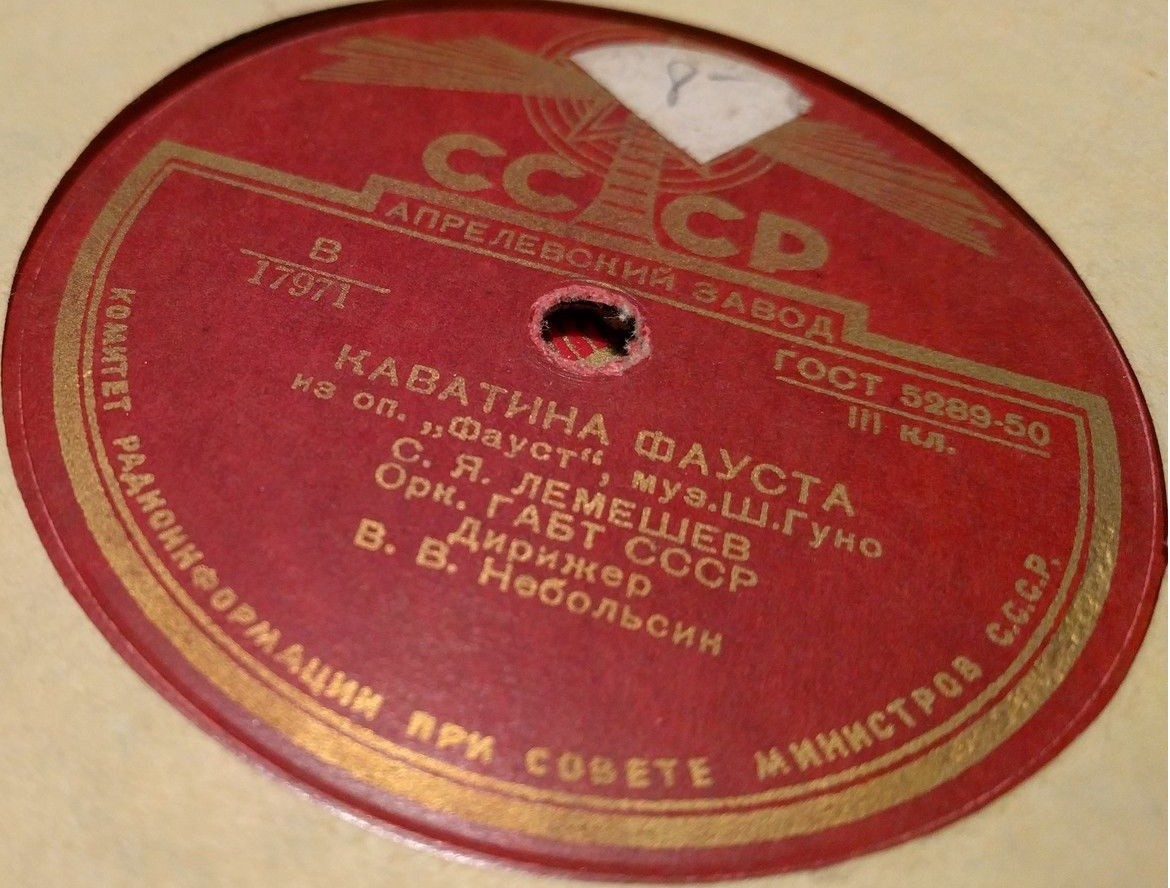 8-
СССР
АПРЕЛЕВСКИЙ ЗАВОД
В
17971
ГОСТ 5289-50
III кл.
КАВАТИНА ФАУСТА
из оп. „Фауст“, муз.Ш.Гуно
С. Я. ЛЕМЕШЕВ
Орк. ГАБТ СССР
Дирижер
В. В. Небольсин
КОМИТЕТ РАДИОИНФОРМАЦИИ ПРИ СОВЕТЕ МИНИСТРОВ С.С.С.Р.